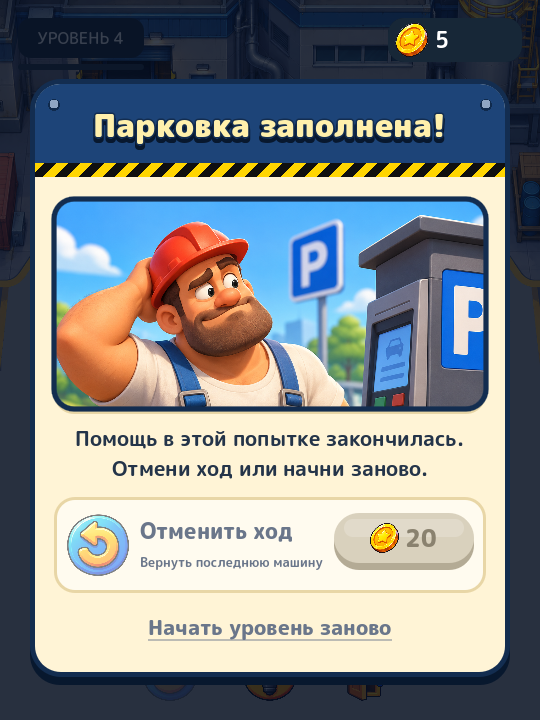 УРОВЕНЬ 4
5
Парковка заполнена!
P
P
Помощь в этой попытке закончилась.
Отмени ход или начни заново.
Отменить ход
20
Вернуть последнюю машину
Начать уровень заново